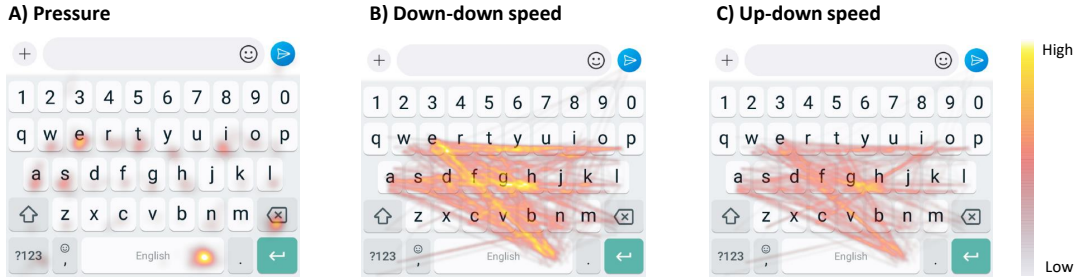 A) Pressure
B) Down-down speed
C) Up-down speed
1 2 3 4 5 6 7 8 9 0
q w e r t y u i o p
a s d f g h j k l
z x c v b n m
?123 , English .
1 2 3 4 5 6 7 8 9 0
q w e r t y u i o p
a s d f g h j k l
z x c v b n m
?123 , English .
1 2 3 4 5 6 7 8 9 0
q w e r t y u i o p
a s d f g h j k l
z x c v b n m
?123 , English .
High
Low